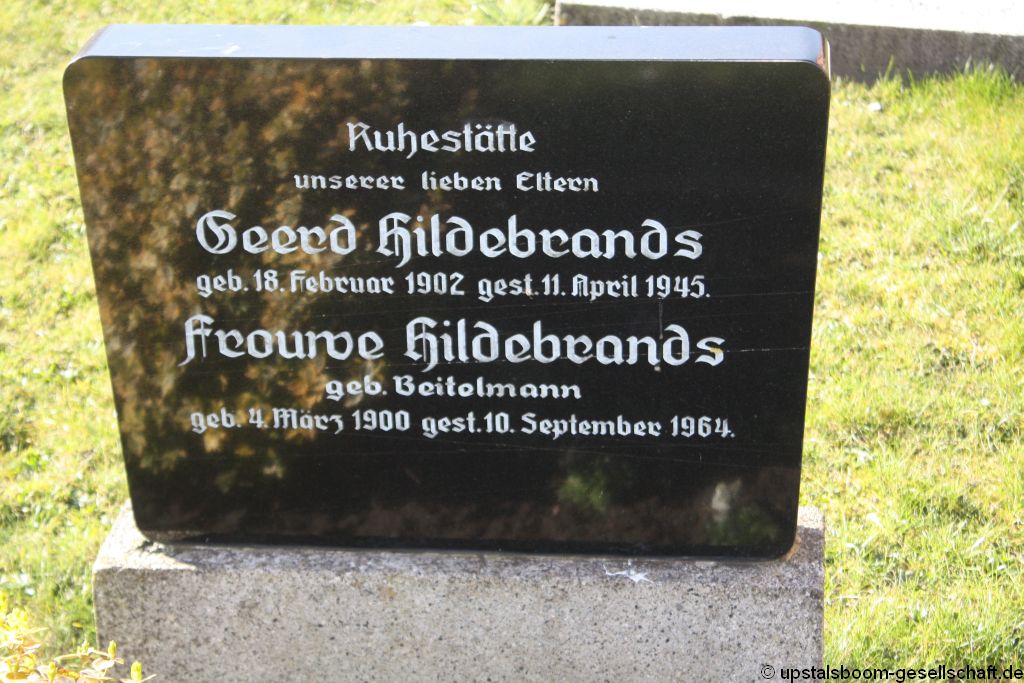 Ruhestätte
unserer lieben Eltern
Geerd Hildebrands
geb. 18. Februar 1902 gest. 11. April 1945.
Frouwe Hildebrands
geb. Beitelmann
geb. 4. März 1900 gest. 10. September 1964.
© upstalsboom-gesellschaft.de